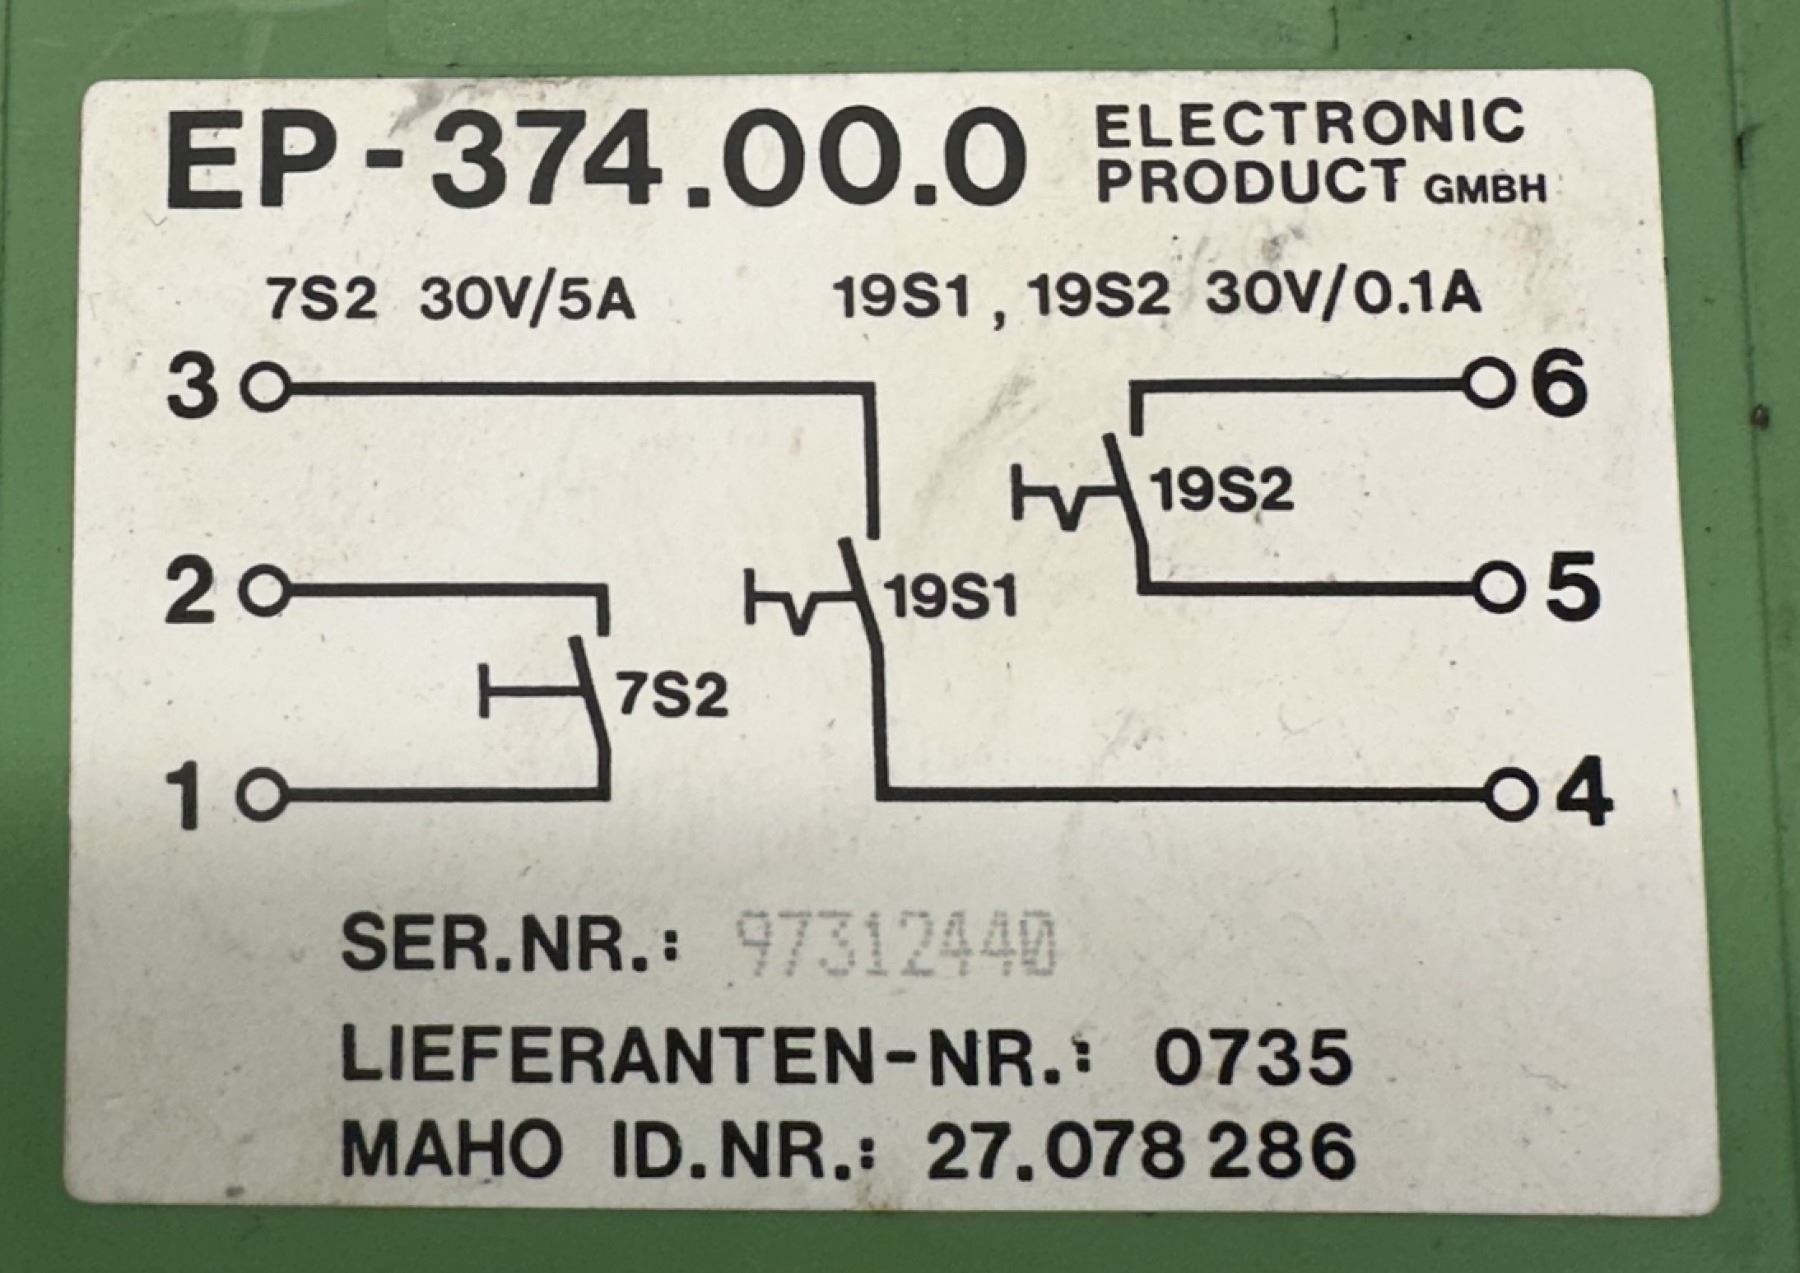 EP-374.00.0 ELECTRONIC
PRODUCT GMBH
7S2 30V/5A 19S1, 19S2 30V/0.1A
3 6
19S2
2 19S1 5
7S2
1 4
SER.NR.: 97312440
LIEFERANTEN-NR.: 0735
MAHO ID.NR.: 27.078 286